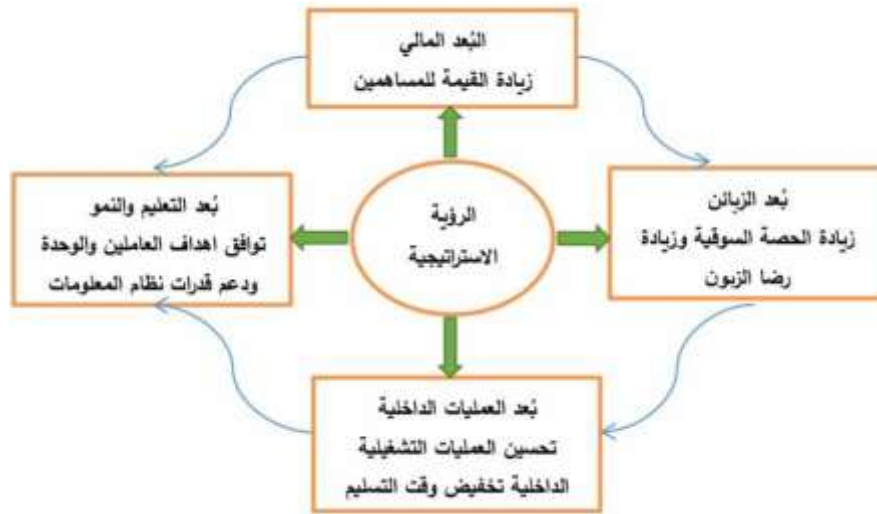 البُعد المالي
زيادة القيمة للمساهمين
بُعد الزبائن
زيادة الحصة السوقية وزيادة
رضا الزبون
الرؤية
الاستراتيجية
بُعد التعليم والنمو
توافق اهداف العاملين والوحدة
ودعم قدرات نظام المعلومات
بُعد العمليات الداخلية
تحسين العمليات التشغيلية
الداخلية تخفيض وقت التسليم